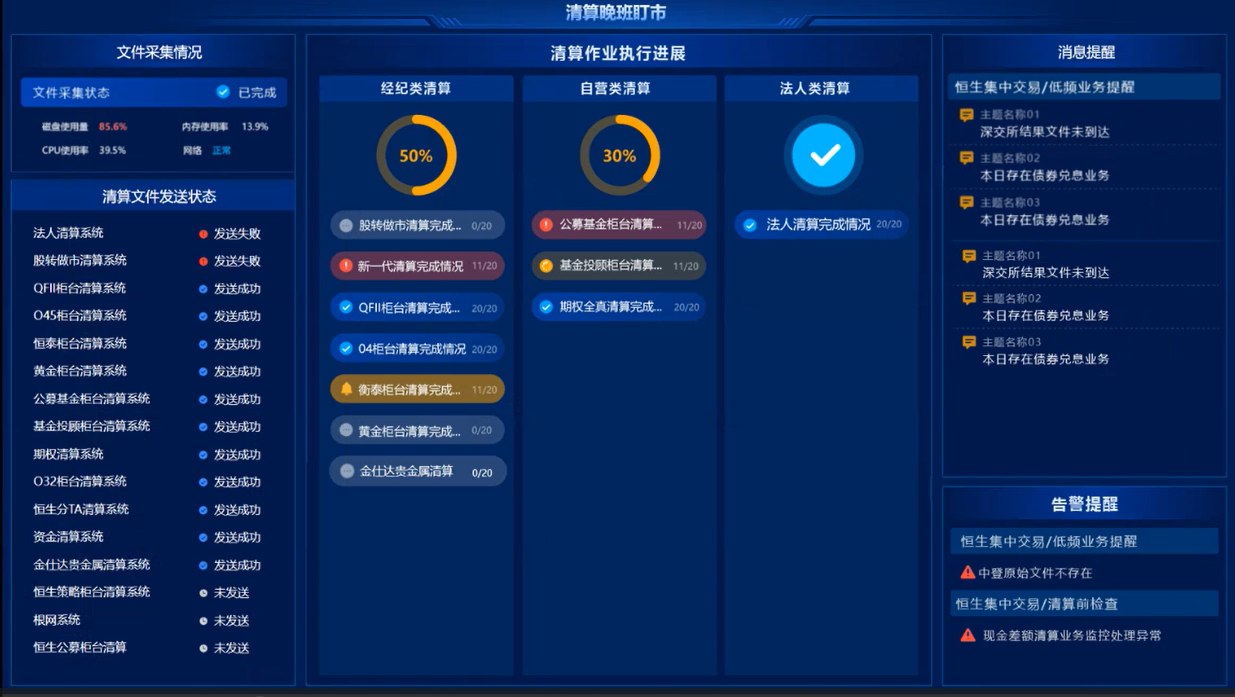 清算晚班盯市
文件采集情况
文件采集状态 已完成
磁盘使用量 85.6% 内存使用率 13.9%
CPU使用率 39.5% 网络 正常
清算文件发送状态
法人清算系统 发送失败
股转做市清算系统 发送失败
QFII柜台清算系统 发送成功
O45柜台清算系统 发送成功
恒泰柜台清算系统 发送成功
黄金柜台清算系统 发送成功
公募基金柜台清算系统 发送成功
基金投顾柜台清算系统 发送成功
期权清算系统 发送成功
O32柜台清算系统 发送成功
恒生分TA清算系统 发送成功
资金清算系统 发送成功
金仕达贵金属清算系统 发送成功
恒生策略柜台清算系统 未发送
根网系统 未发送
恒生公募柜台清算 未发送
清算作业执行进展
经纪类清算
50%
股转做市清算完成... 0/20
新一代清算完成情况 11/20
QFII柜台清算完成... 20/20
04柜台清算完成情况 20/20
衡泰柜台清算完成... 11/20
黄金柜台清算完成... 0/20
金仕达贵金属清算 0/20
自营类清算
30%
公募基金柜台清算... 11/20
基金投顾柜台清算... 11/20
期权全真清算完成... 20/20
法人类清算
法人清算完成情况 20/20
消息提醒
恒生集中交易/低频业务提醒
主题名称01
深交所结果文件未到达
主题名称02
本日存在债券兑息业务
主题名称03
本日存在债券兑息业务
主题名称01
深交所结果文件未到达
主题名称02
本日存在债券兑息业务
主题名称03
本日存在债券兑息业务
告警提醒
恒生集中交易/低频业务提醒
中登原始文件不存在
恒生集中交易/清算前检查
现金差额清算业务监控处理异常